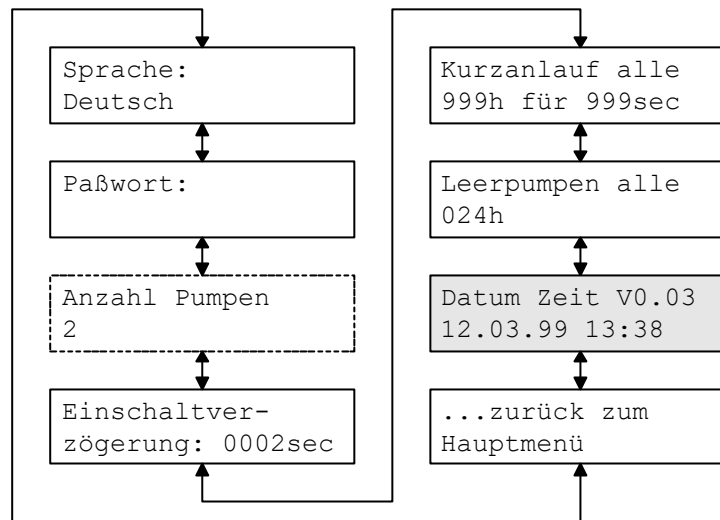 Sprache:
Deutsch
Paßwort:
Anzahl Pumpen
2
Einschaltver-
zögerung: 0002sec
Kurzanlauf alle
999h für 999sec
Leerpumpen alle
024h
Datum Zeit V0.03
12.03.99 13:38
...zurück zum
Hauptmenü